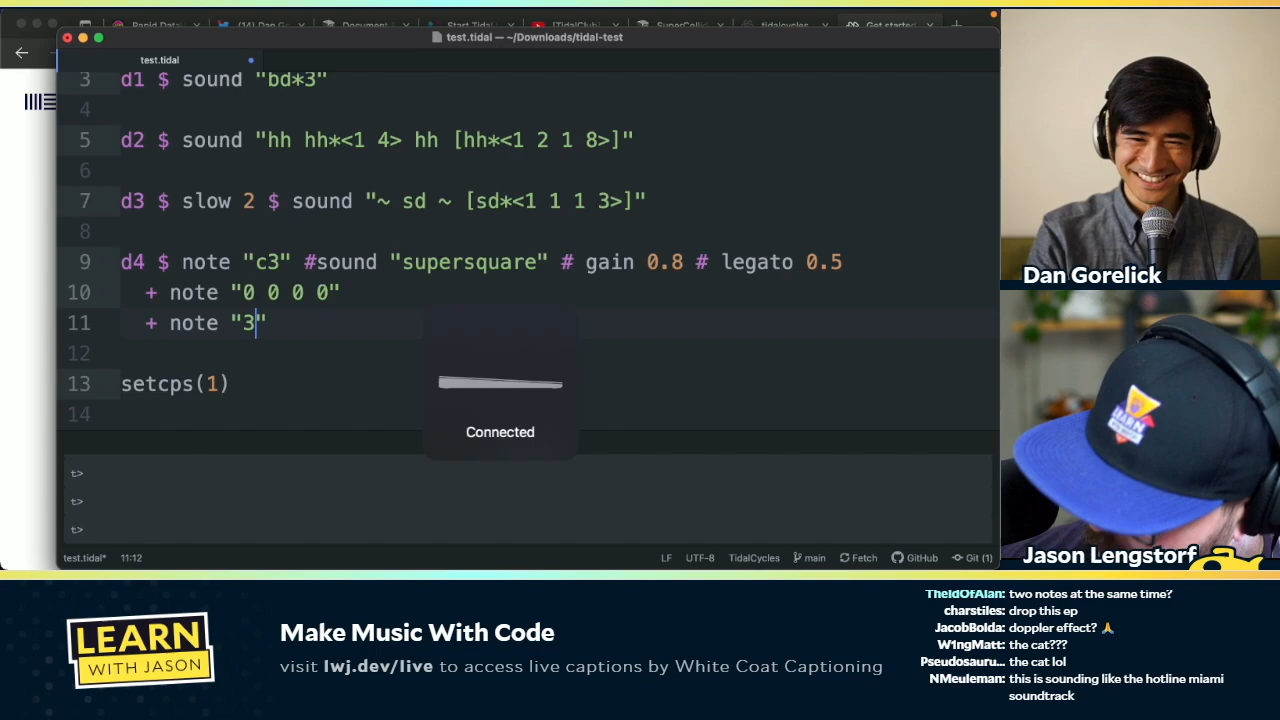 test.tidal — ~/Downloads/tidal-test
test.tidal
3 d1 $ sound "bd*3"
4
5 d2 $ sound "hh hh*<1 4> hh [hh*<1 2 1 8>]"
6
7 d3 $ slow 2 $ sound "~ sd ~ [sd*<1 1 1 3>]"
8
9 d4 $ note "c3" #sound "supersquare" # gain 0.8 # legato 0.5
10 + note "0 0 0 0"
11 + note "3"
12
13 setcps(1)
14
Connected
t>
t>
t>
test.tidal* 11:12 LF UTF-8 TidalCycles main Fetch GitHub Git (1)
Dan Gorelick
Jason Lengstorf
LEARN
WITH JASON
Make Music With Code
visit lwj.dev/live to access live captions by White Coat Captioning
TheIdOfAlan: two notes at the same time?
charstiles: drop this ep
JacobBolda: doppler effect? 🙏
W1ngMatt: the cat???
Pseudosauru... the cat lol
NMeuleman: this is sounding like the hotline miami
soundtrack